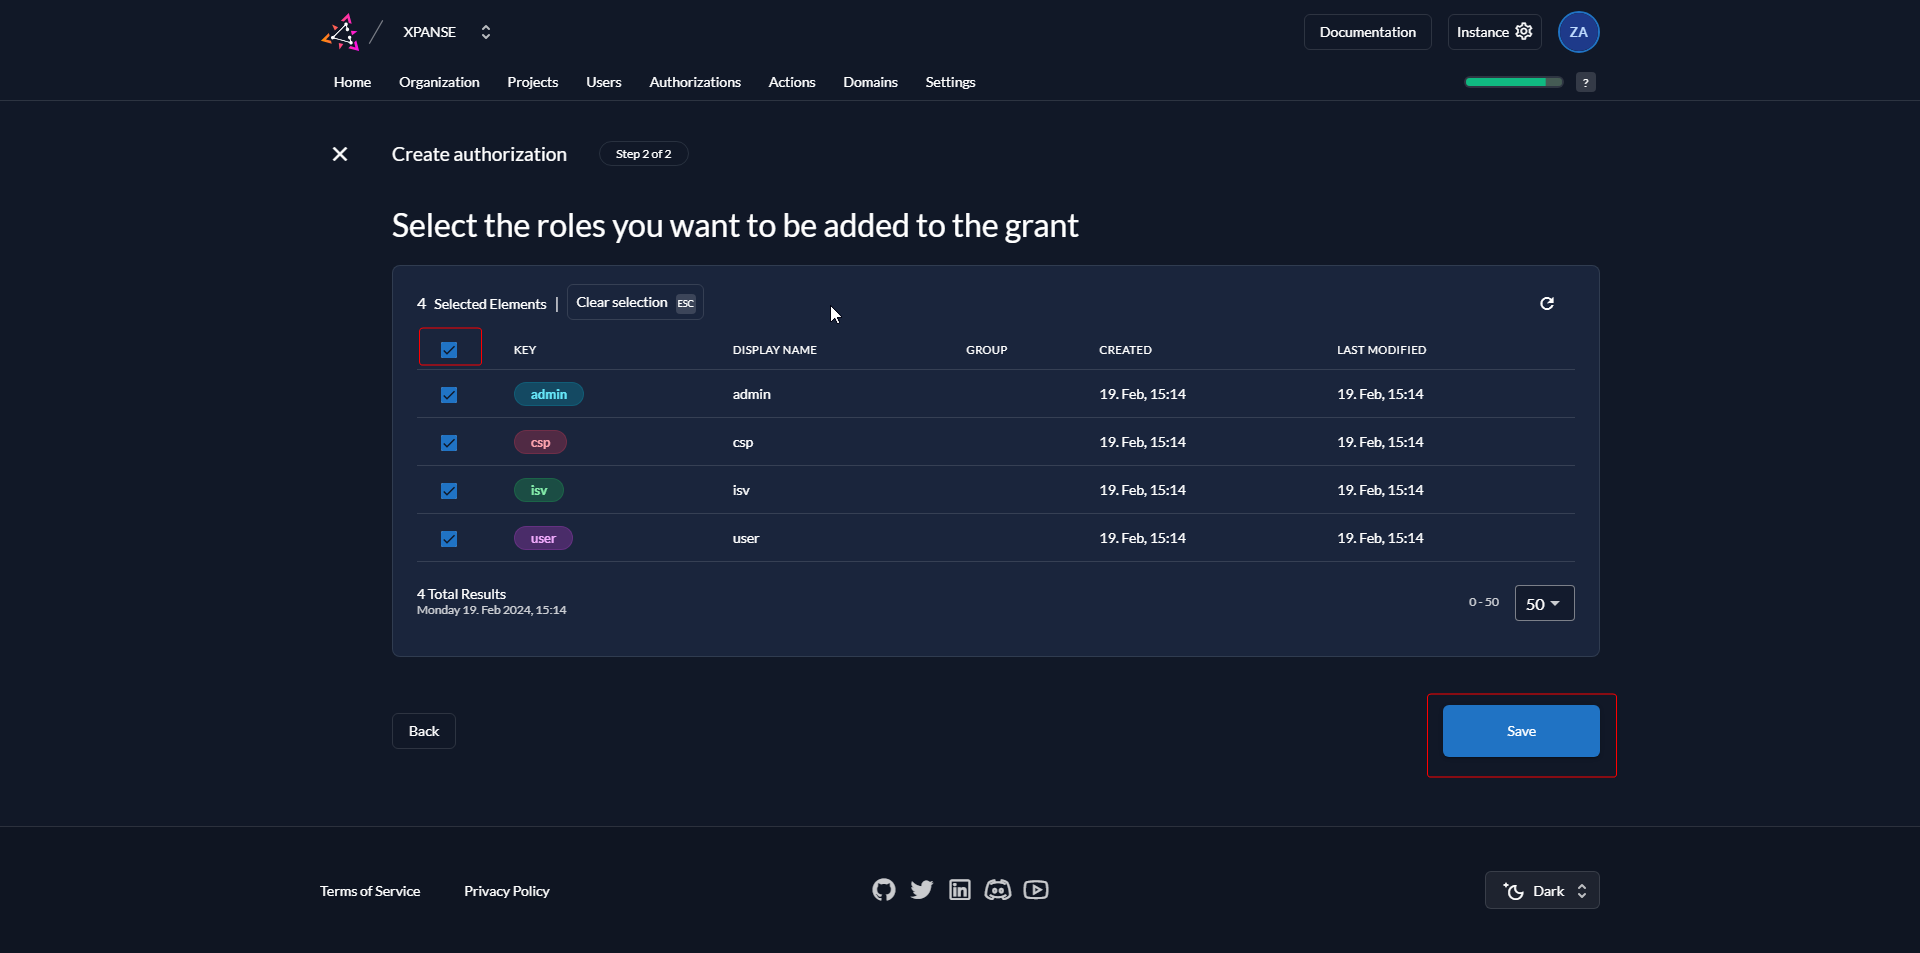 XPANSE
Documentation
Instance
ZA
Home Organization Projects Users Authorizations Actions Domains Settings
?
Create authorization
Step 2 of 2
Select the roles you want to be added to the grant
4 Selected Elements | Clear selection ESC
KEY DISPLAY NAME GROUP CREATED LAST MODIFIED
admin admin 19. Feb, 15:14 19. Feb, 15:14
csp csp 19. Feb, 15:14 19. Feb, 15:14
isv isv 19. Feb, 15:14 19. Feb, 15:14
user user 19. Feb, 15:14 19. Feb, 15:14
4 Total Results
Monday 19. Feb 2024, 15:14
0 - 50
50
Back
Save
Terms of Service
Privacy Policy
in
Dark